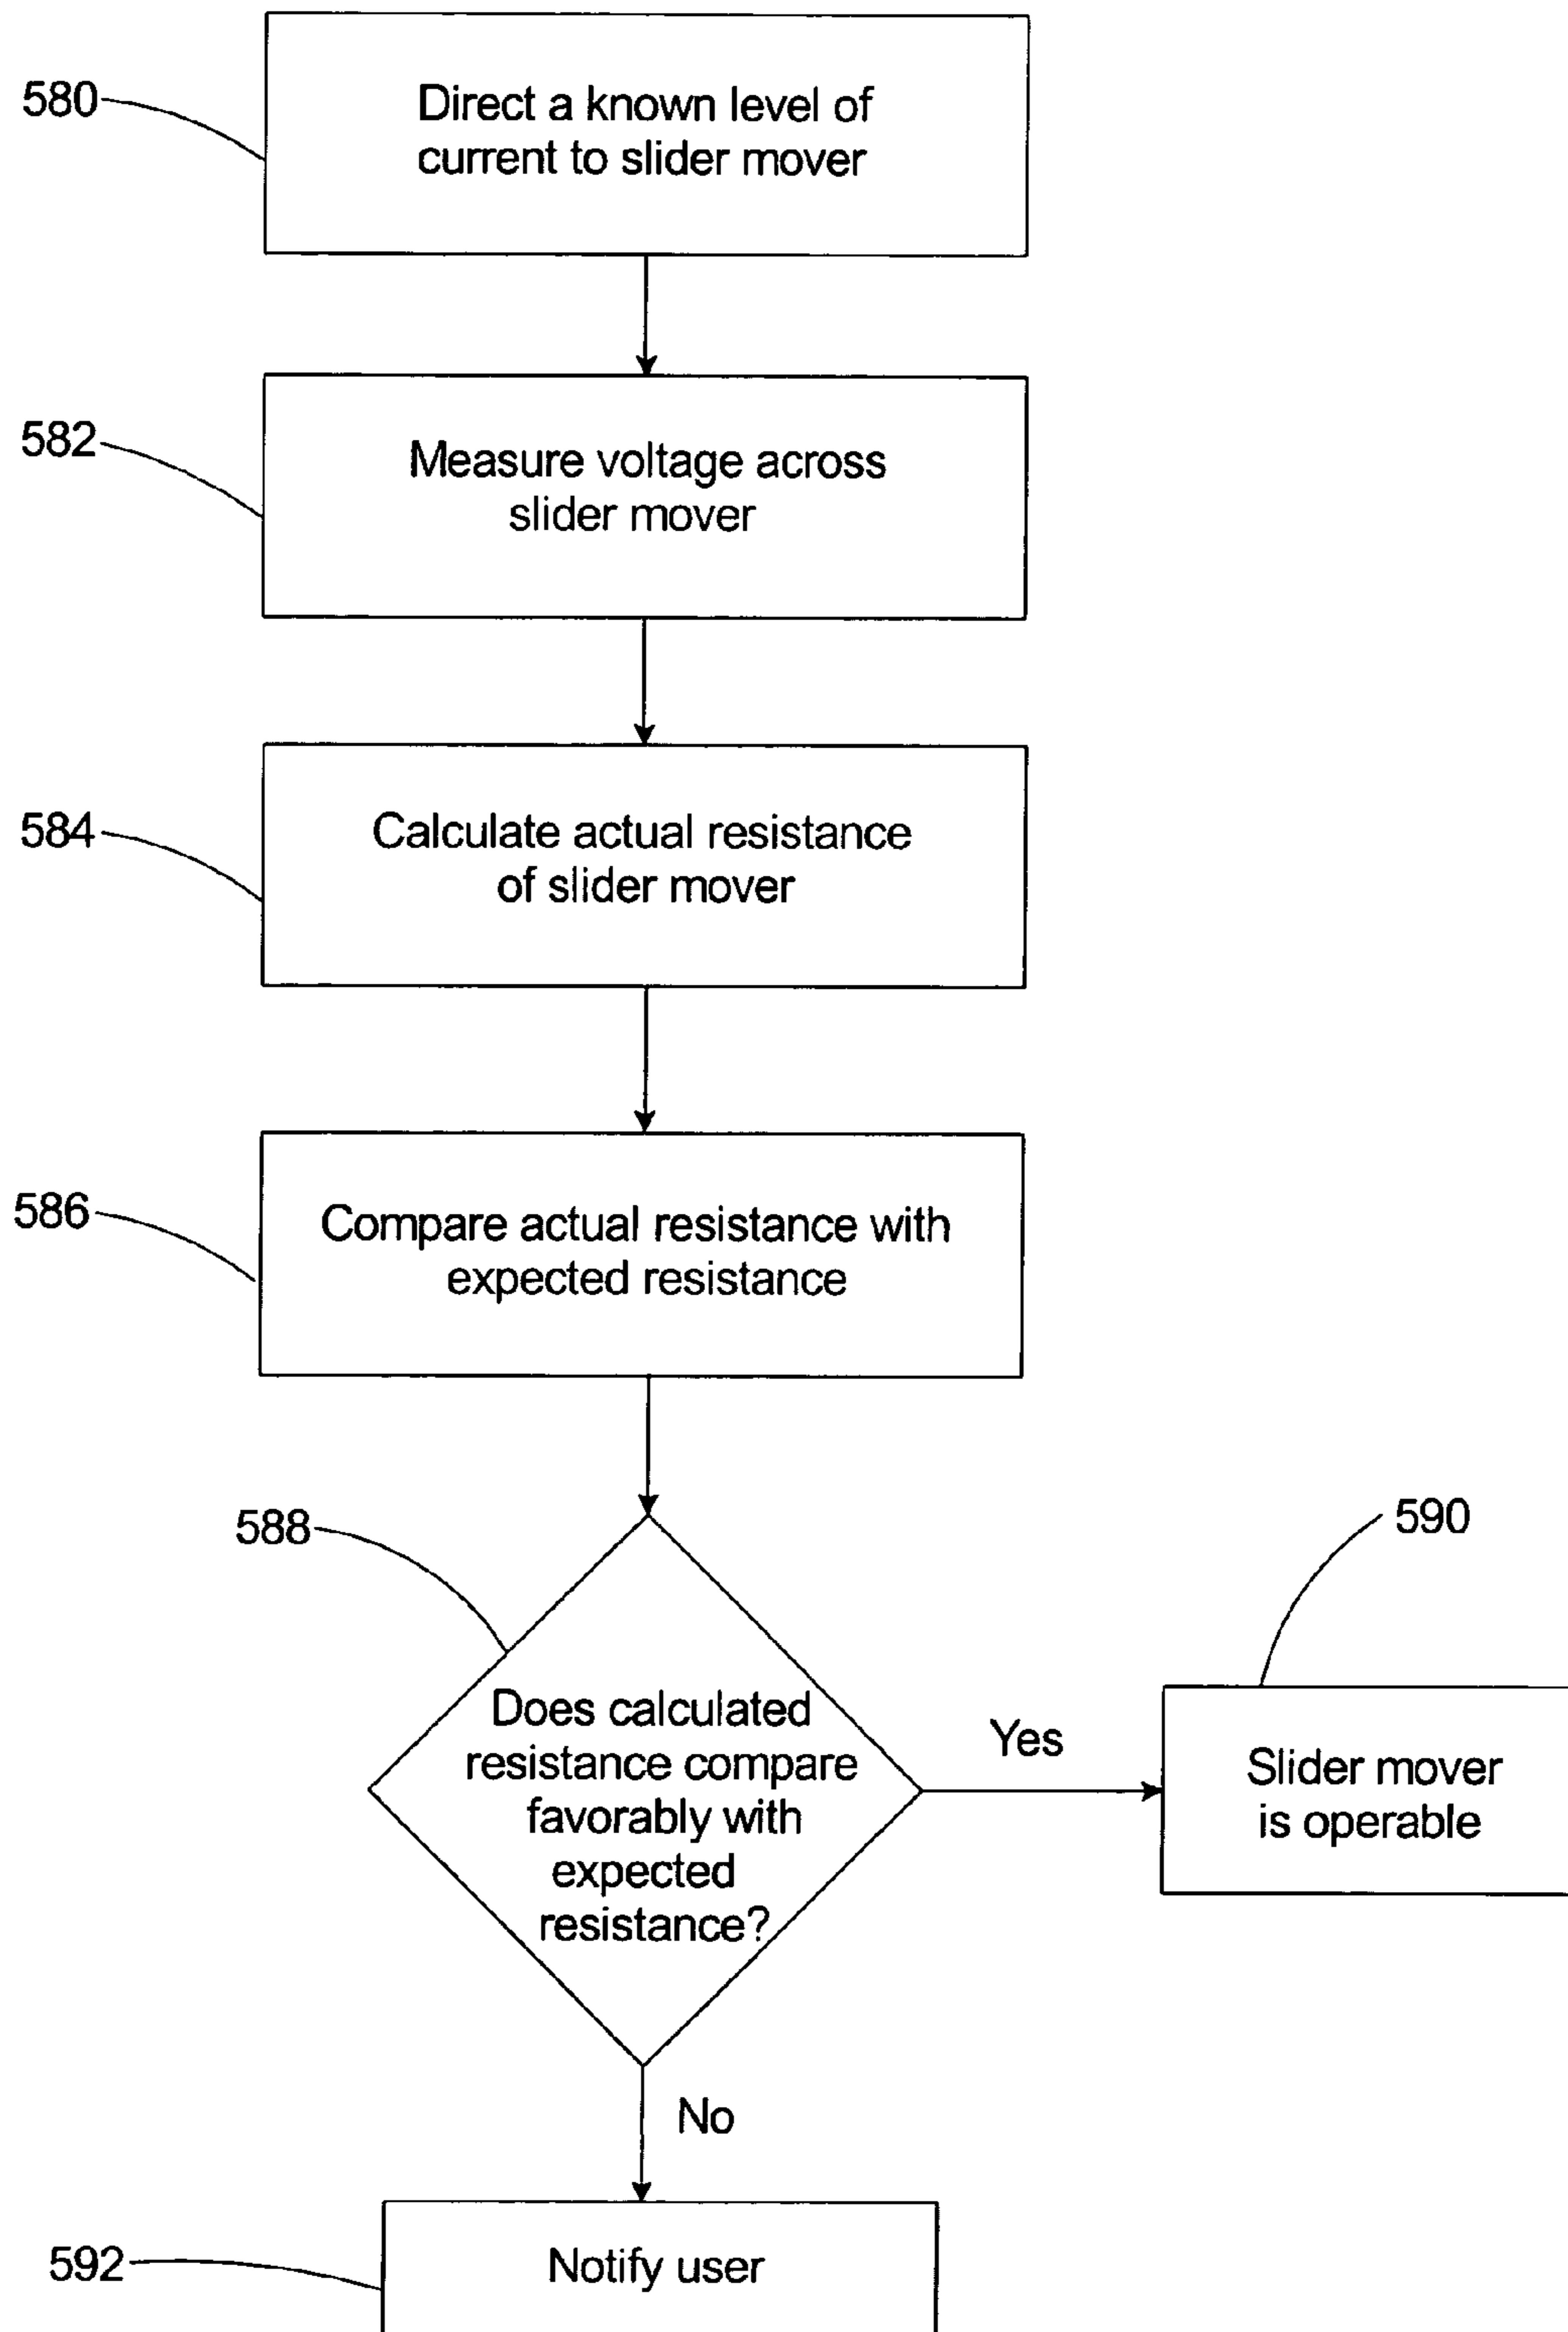 580
Direct a known level of
current to slider mover
582
Measure voltage across
slider mover
584
Calculate actual resistance
of slider mover
586
Compare actual resistance with
expected resistance
588
Does calculated
resistance compare
favorably with
expected
resistance?
Yes
590
Slider mover
is operable
No
592
Notify user